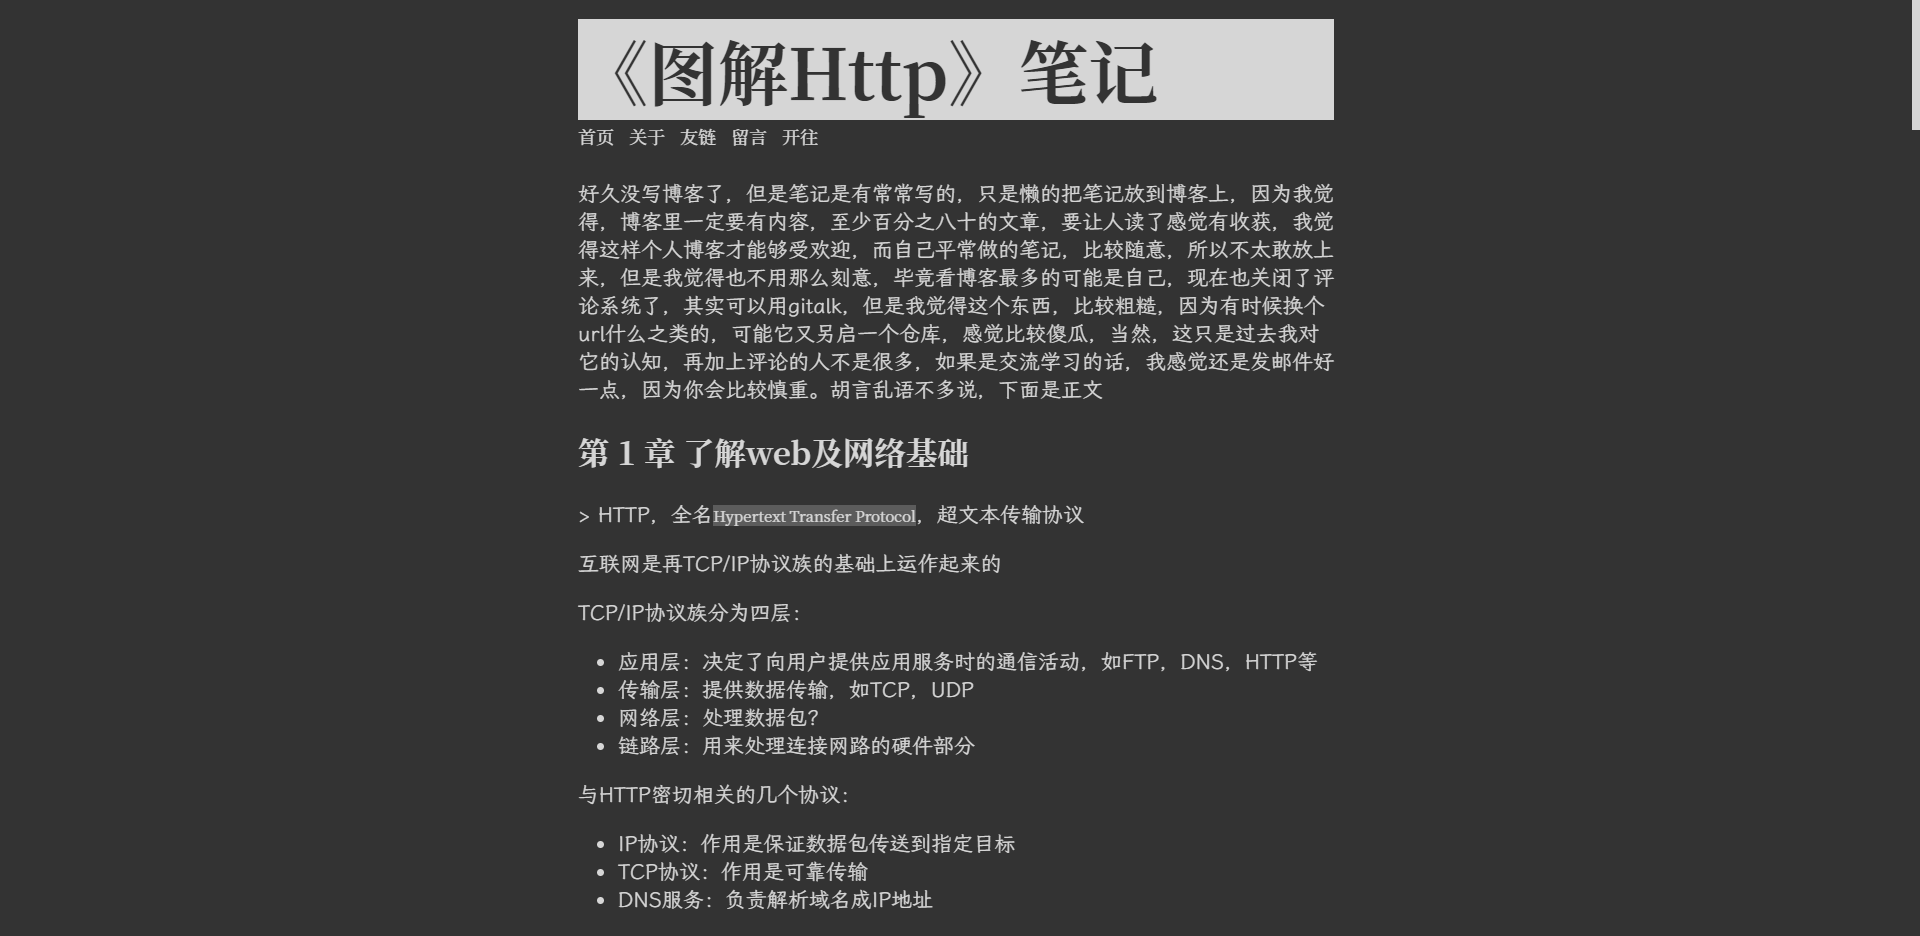 《图解Http》笔记
首页 关于 友链 留言 开往
好久没写博客了，但是笔记是有常常写的，只是懒的把笔记放到博客上，因为我觉
得，博客里一定要有内容，至少百分之八十的文章，要让人读了感觉有收获，我觉
得这样个人博客才能够受欢迎，而自己平常做的笔记，比较随意，所以不太敢放上
来，但是我觉得也不用那么刻意，毕竟看博客最多的可能是自己，现在也关闭了评
论系统了，其实可以用gitalk，但是我觉得这个东西，比较粗糙，因为有时候换个
url什么之类的，可能它又另启一个仓库，感觉比较傻瓜，当然，这只是过去我对
它的认知，再加上评论的人不是很多，如果是交流学习的话，我感觉还是发邮件好
一点，因为你会比较慎重。胡言乱语不多说，下面是正文
第 1 章 了解web及网络基础
> HTTP，全名Hypertext Transfer Protocol，超文本传输协议
互联网是再TCP/IP协议族的基础上运作起来的
TCP/IP协议族分为四层：
• 应用层：决定了向用户提供应用服务时的通信活动，如FTP，DNS，HTTP等
• 传输层：提供数据传输，如TCP，UDP
• 网络层：处理数据包？
• 链路层：用来处理连接网路的硬件部分
与HTTP密切相关的几个协议：
• IP协议：作用是保证数据包传送到指定目标
• TCP协议：作用是可靠传输
• DNS服务：负责解析域名成IP地址